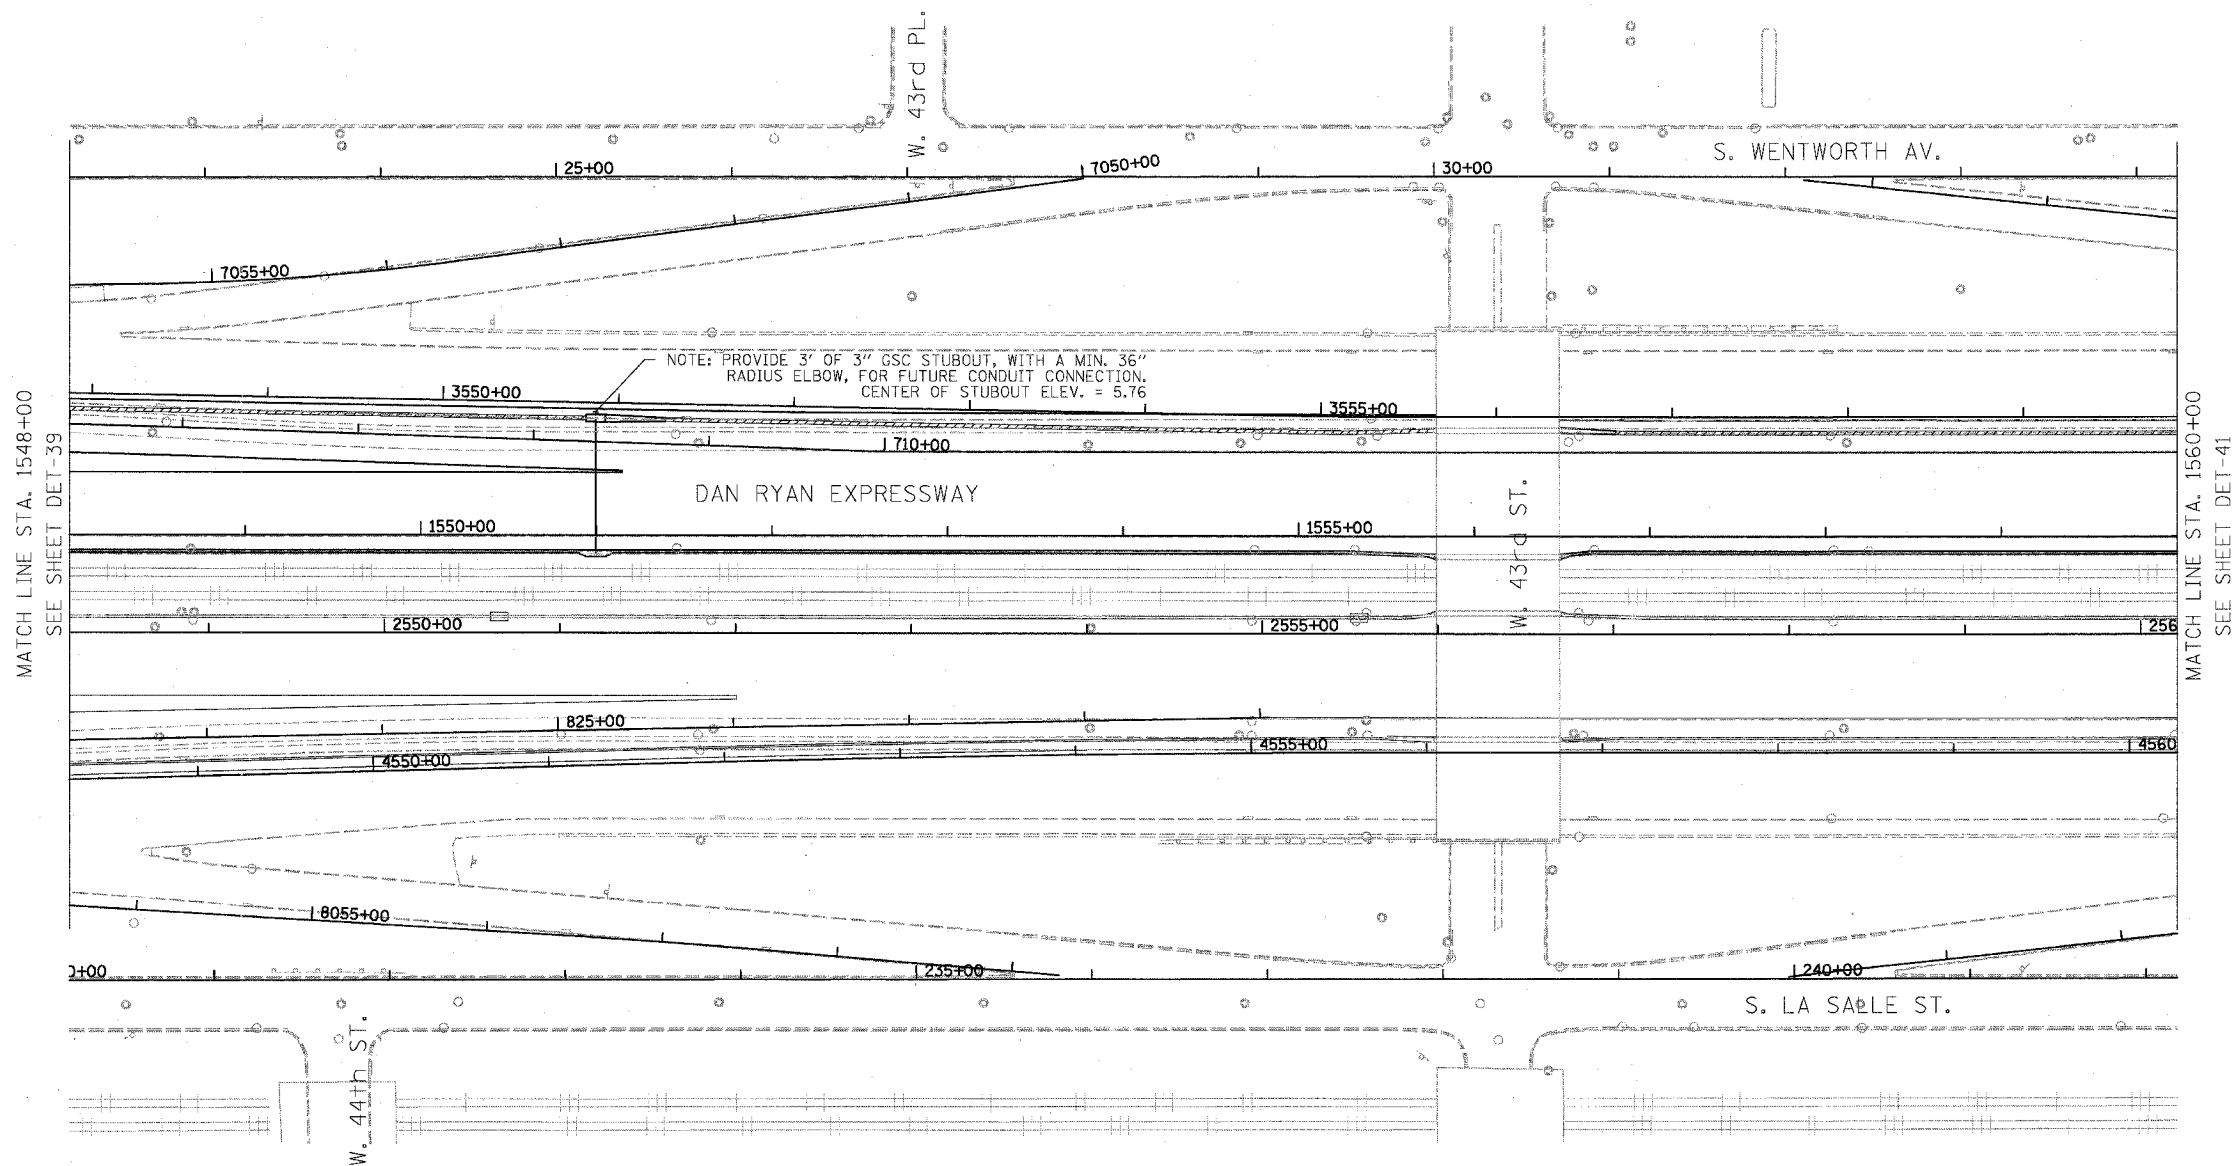 W. 43rd PL.
S. WENTWORTH AV.
25+00
7050+00
30+00
7055+00
NOTE: PROVIDE 3' OF 3" GSC STUBOUT, WITH A MIN. 36"
RADIUS ELBOW, FOR FUTURE CONDUIT CONNECTION.
CENTER OF STUBOUT ELEV. = 5.76
3550+00
3555+00
710+00
MATCH LINE STA. 1548+00
SEE SHEET DET-39
DAN RYAN EXPRESSWAY
W. 43rd ST.
MATCH LINE STA. 1560+00
SEE SHEET DET-41
1550+00
1555+00
2550+00
2555+00
256
825+00
4550+00
4555+00
4560
8055+00
0+00
235+00
240+00
S. LA SALLE ST.
W. 44th ST.